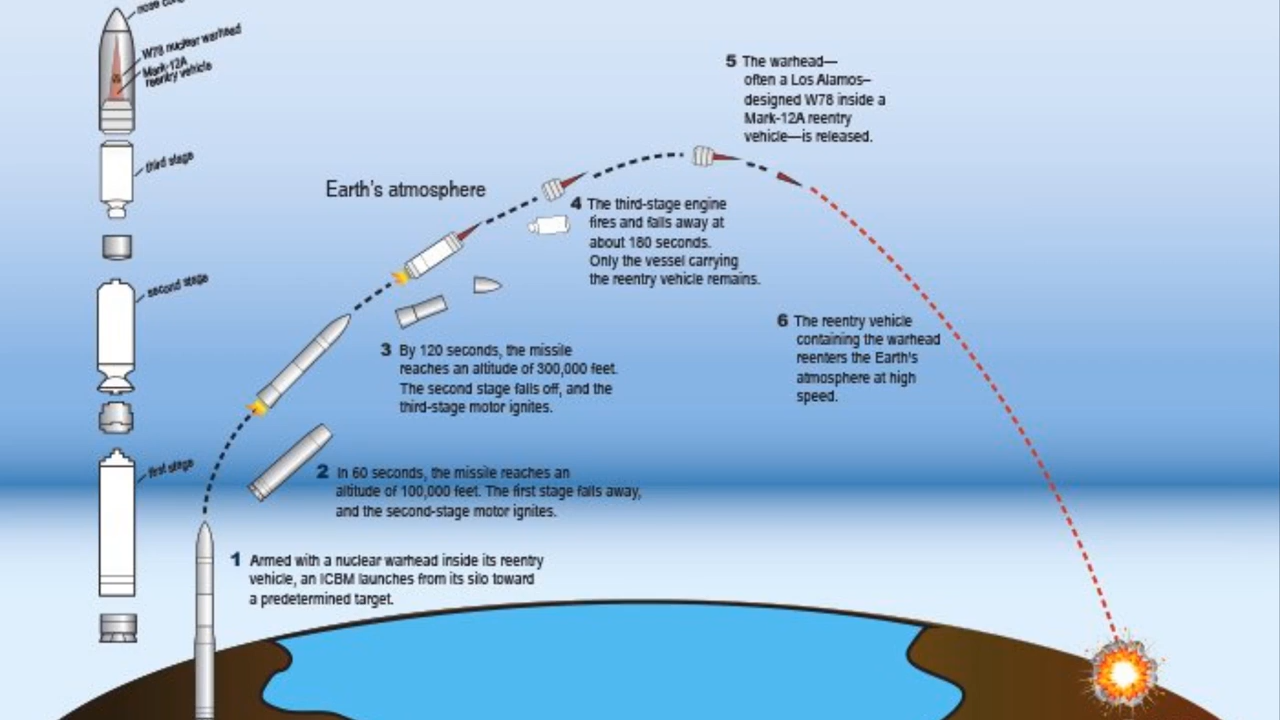 nose con
W78 nuclear warhead
Mark-12A
reentry vehicle
third stage
second stage
first stage
Earth's atmosphere
5 The warhead—
often a Los Alamos–
designed W78 inside a
Mark-12A reentry
vehicle—is released.
4 The third-stage engine
fires and falls away at
about 180 seconds.
Only the vessel carrying
the reentry vehicle remains.
6 The reentry vehicle
containing the warhead
reenters the Earth's
atmosphere at high
speed.
3 By 120 seconds, the missile
reaches an altitude of 300,000 feet.
The second stage falls off, and the
third-stage motor ignites.
2 In 60 seconds, the missile reaches an
altitude of 100,000 feet. The first stage falls away,
and the second-stage motor ignites.
1 Armed with a nuclear warhead inside its reentry
vehicle, an ICBM launches from its silo toward
a predetermined target.